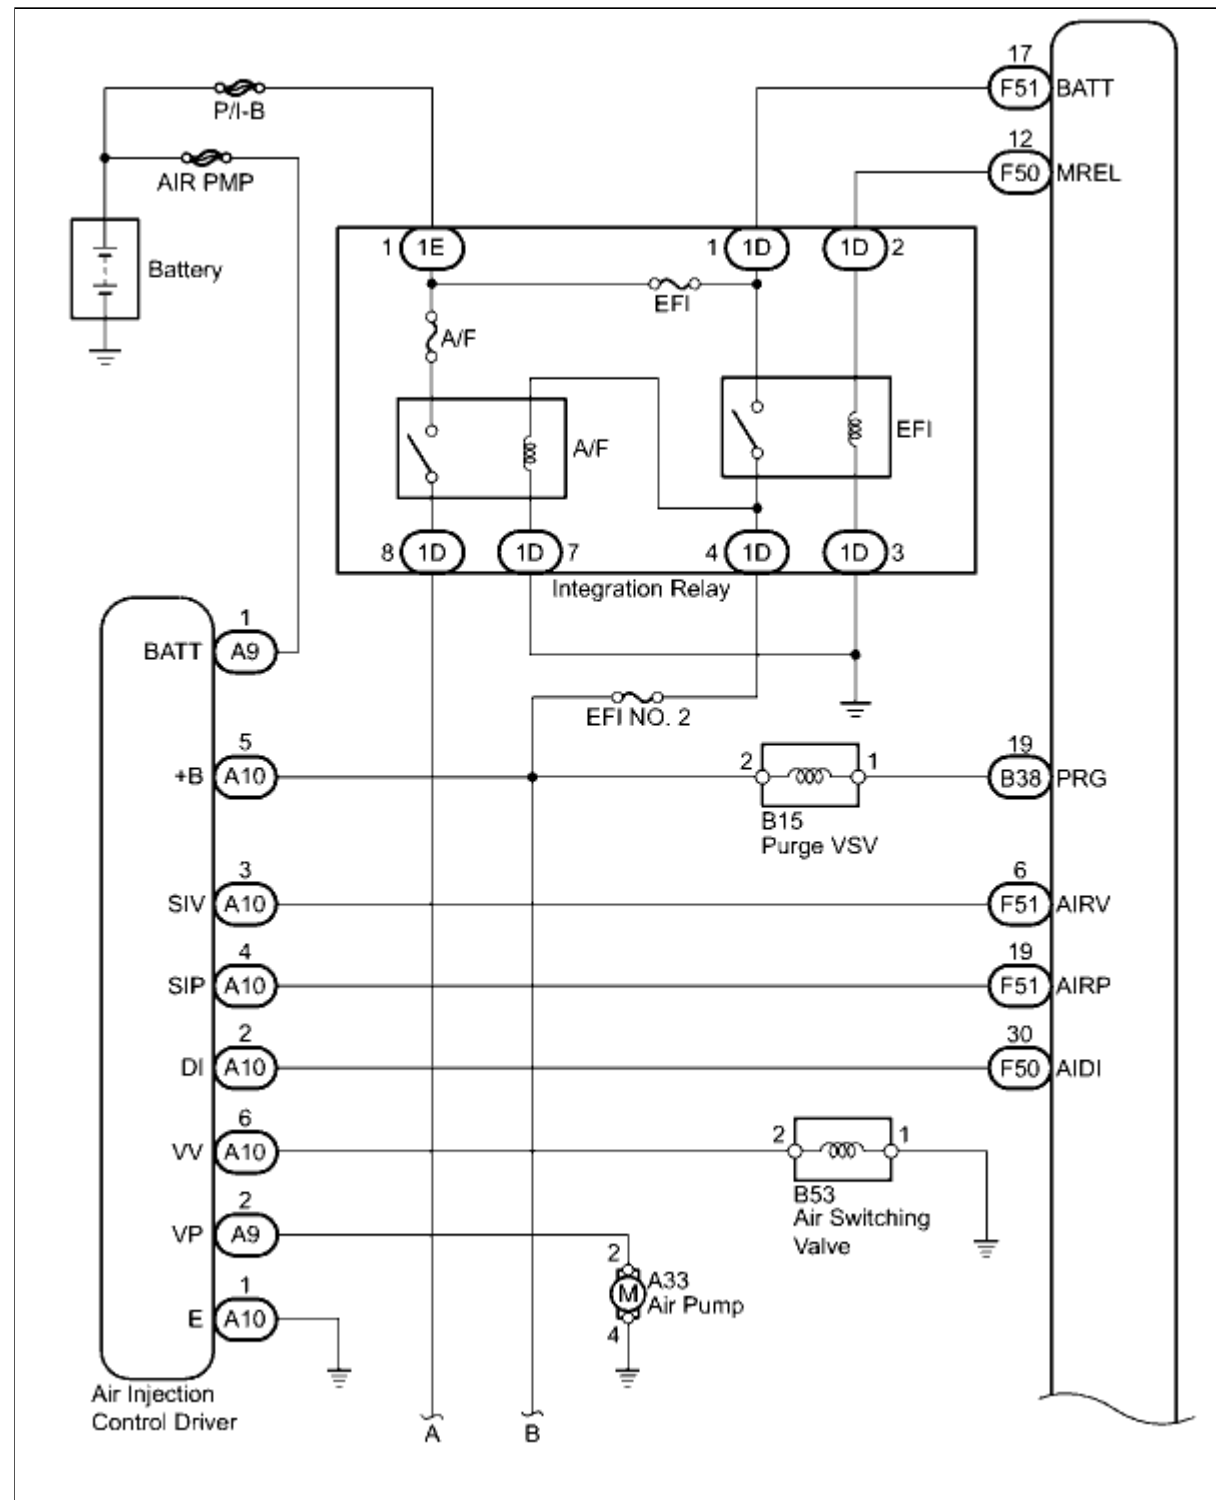 17
F51 BATT
P/I-B
12
F50 MREL
AIR PMP
1 1E
1 1D
1D 2
Battery
EFI
A/F
EFI
A/F
8 1D
1D 7
4 1D
1D 3
Integration Relay
1
BATT A9
EFI NO. 2
5
+B A10
2 1
19
B38 PRG
B15
Purge VSV
3
SIV A10
6
F51 AIRV
4
SIP A10
19
F51 AIRP
2
DI A10
30
F50 AIDI
6
VV A10
2 1
B53
Air Switching
Valve
2
VP A9
2
M
A33
Air Pump
4
1
E A10
Air Injection
Control Driver
A
B